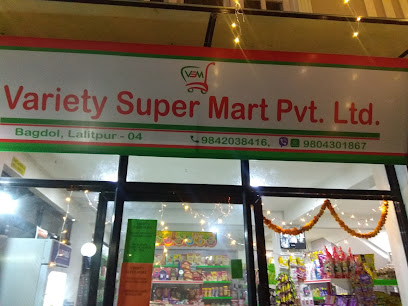 VSM
Variety Super Mart Pvt. Ltd.
Bagdol, Lalitpur - 04 9842038416, 9804301867